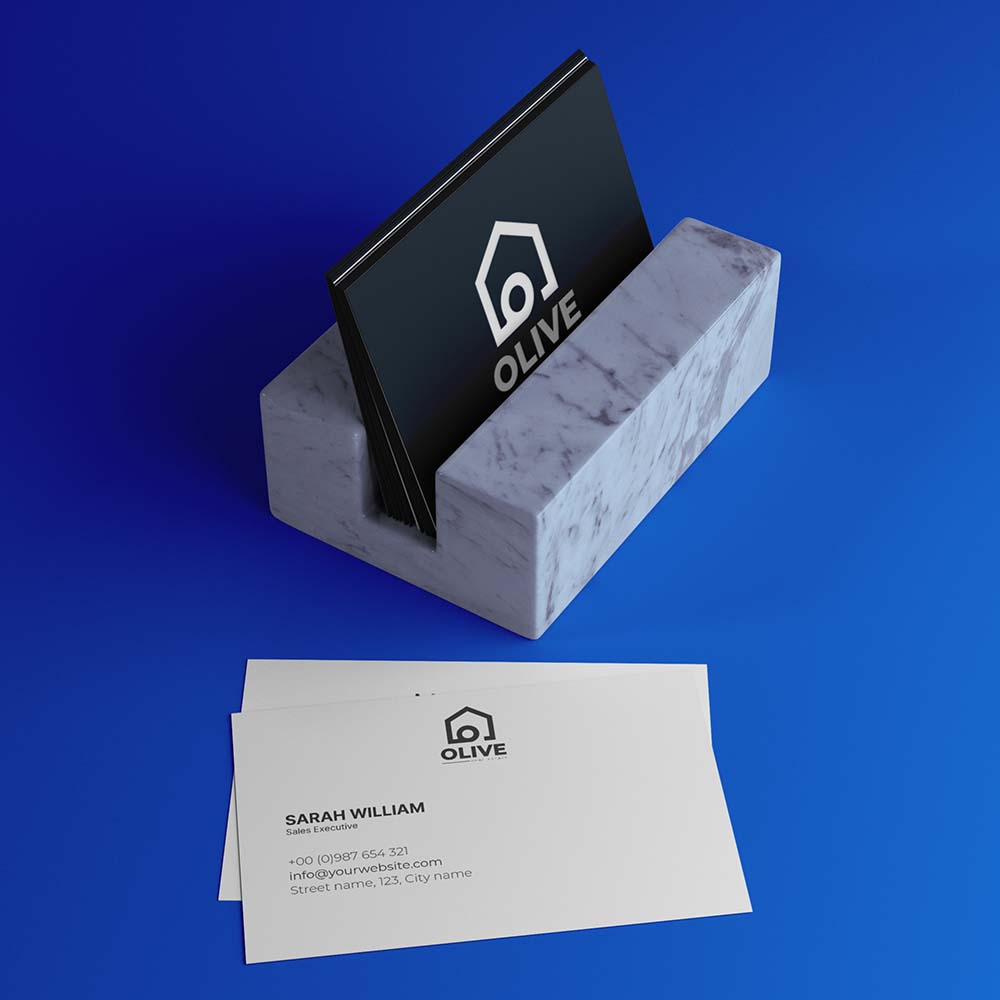 OLIVE
OLIVE
SARAH WILLIAM
Sales Executive
+00 (0)987 654 321
info@yourwebsite.com
Street name, 123, City name